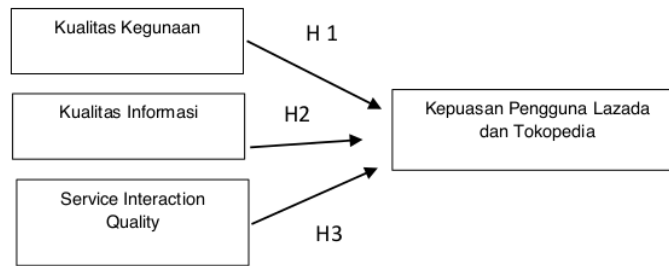 Kualitas Kegunaan
H 1
Kualitas Informasi
H2
Kepuasan Pengguna Lazada
dan Tokopedia
Service Interaction
Quality
H3